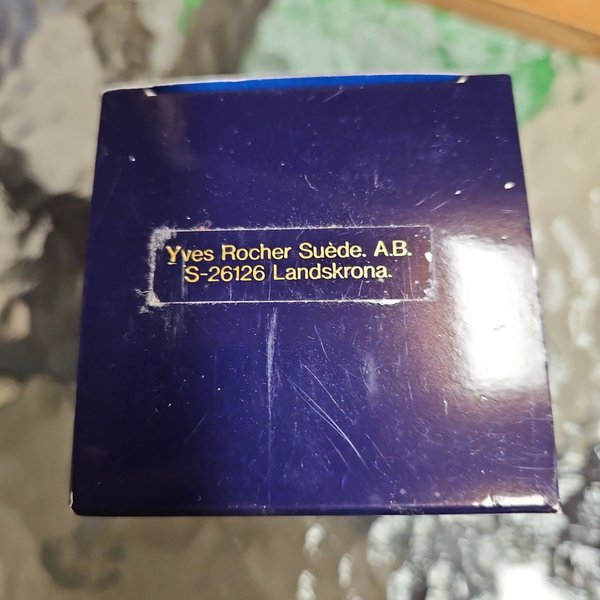 Yves Rocher Suède. A.B.
S-26126 Landskrona.